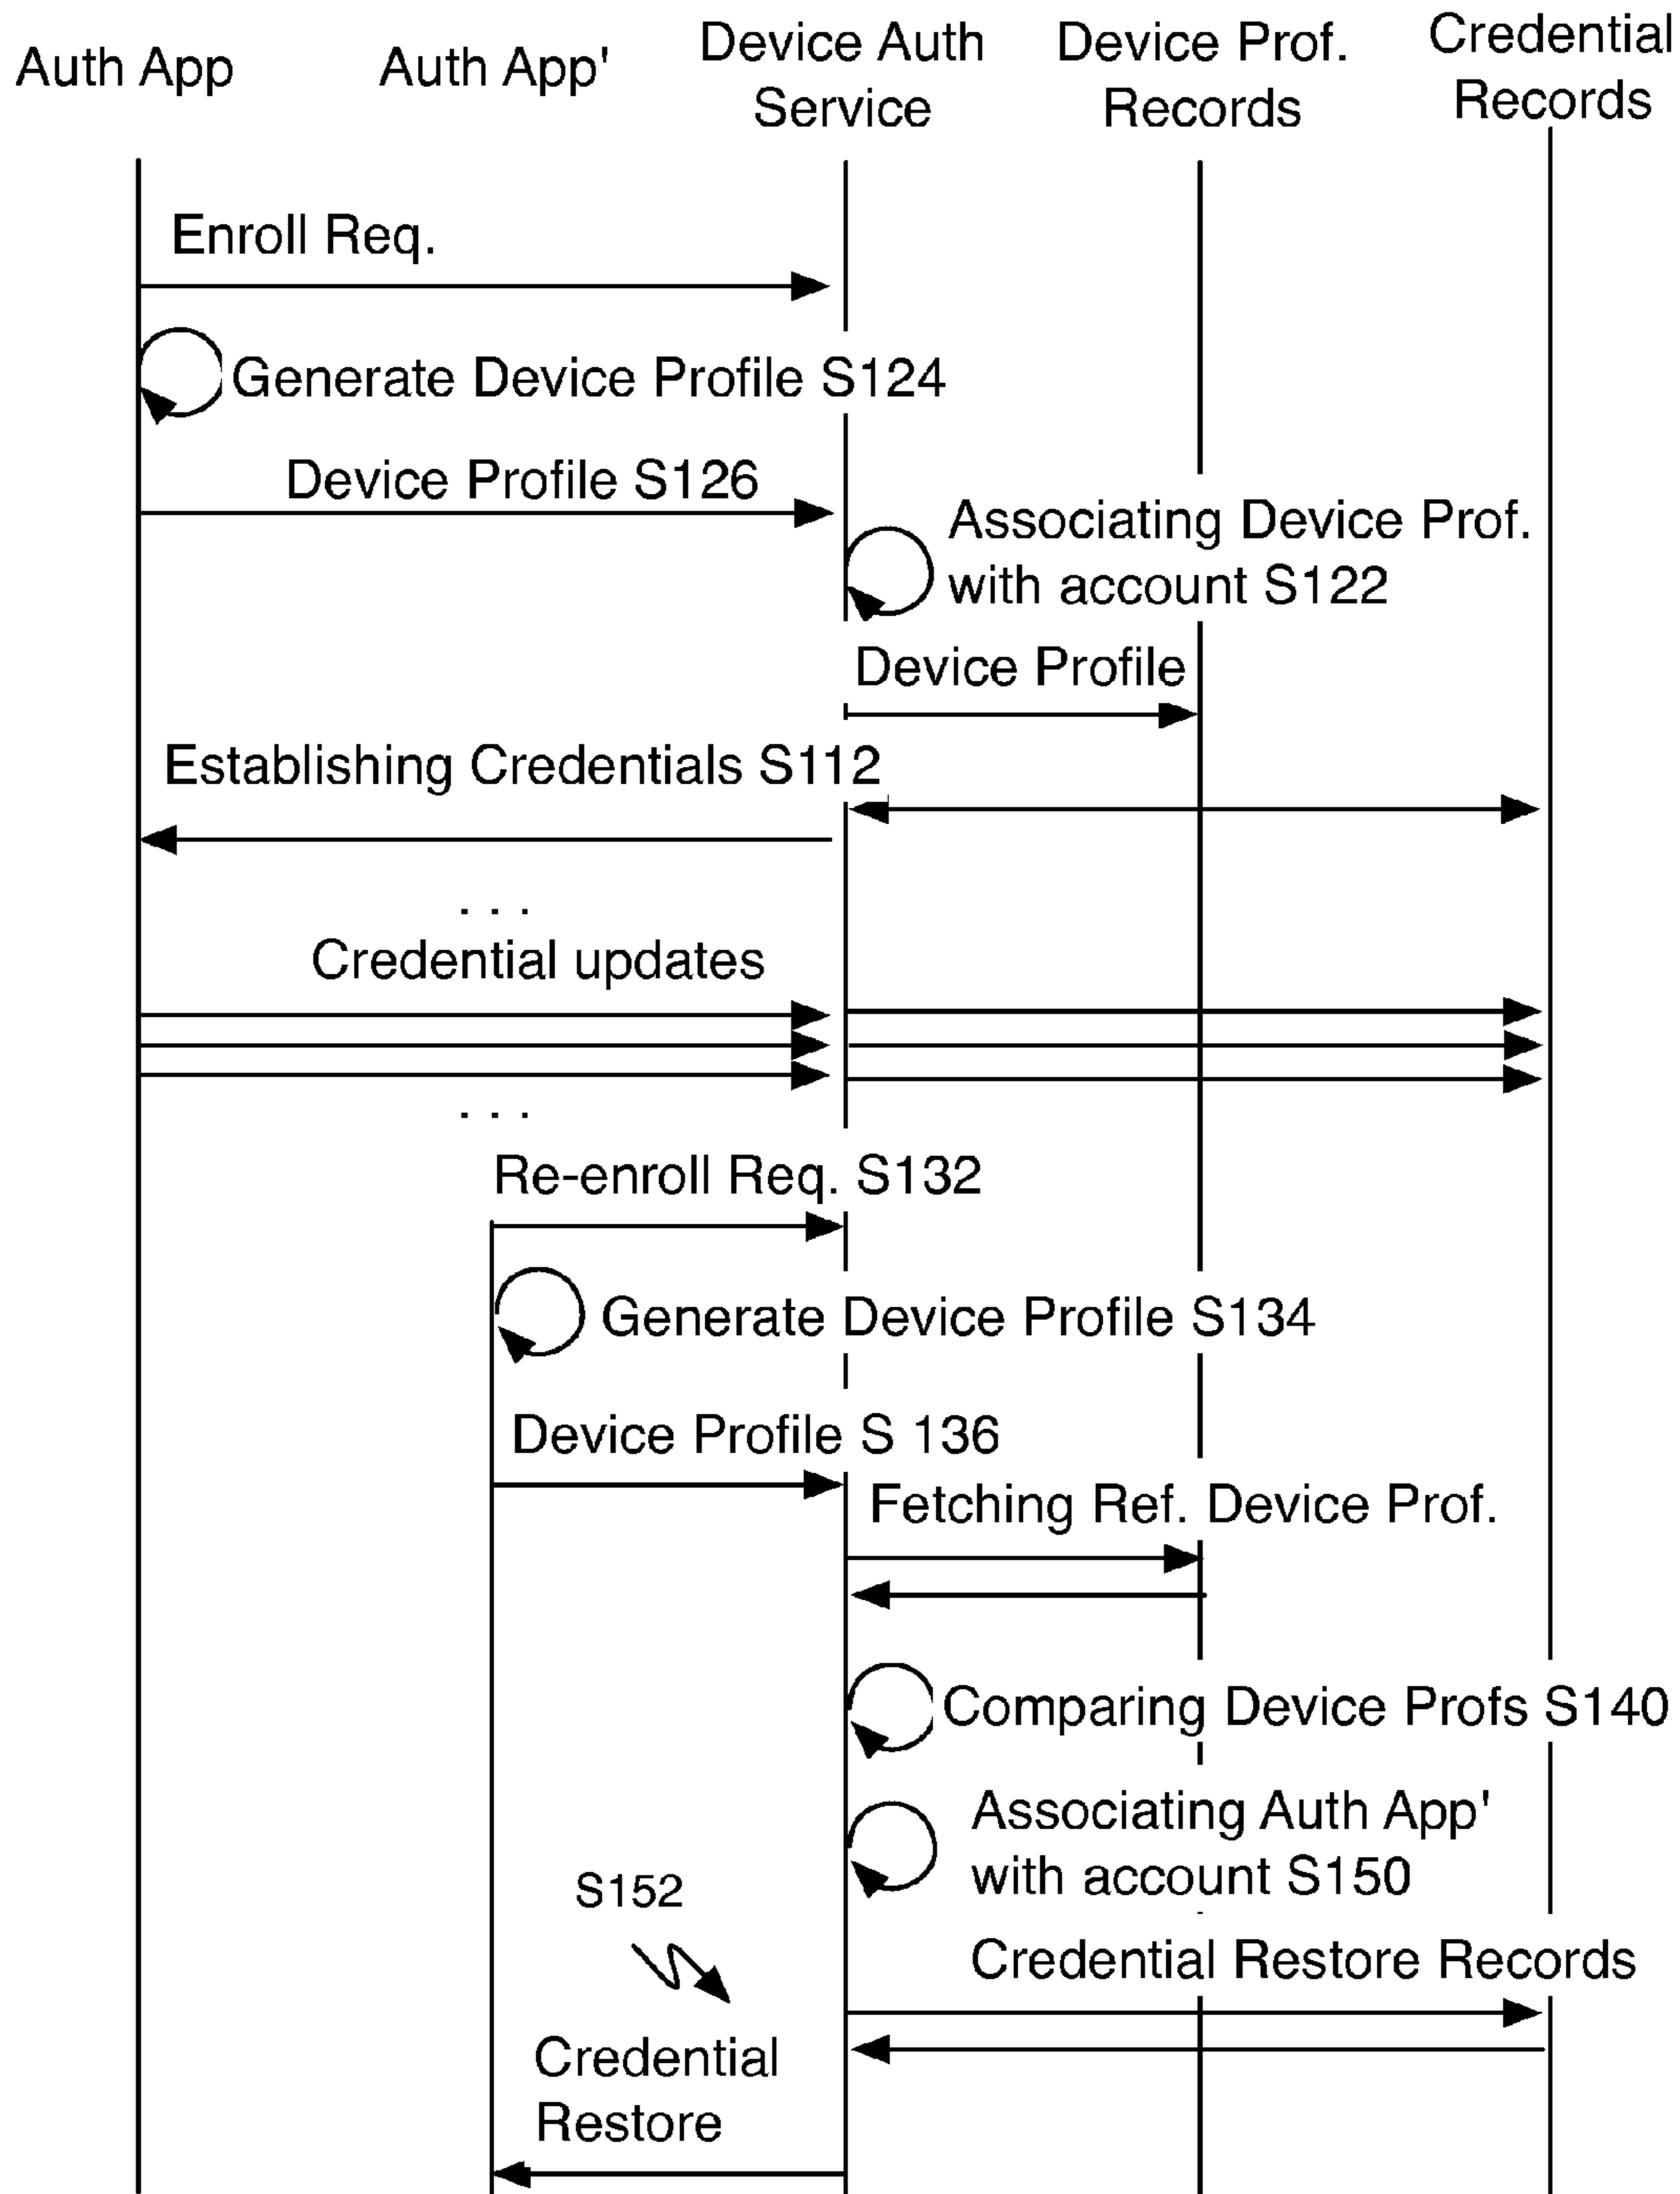 Auth App
Auth App'
Device Auth
Service
Device Prof.
Records
Credential
Records
Enroll Req.
Generate Device Profile S124
Device Profile S126
Associating Device Prof.
with account S122
Device Profile
Establishing Credentials S112
. . .
Credential updates
. . .
Re-enroll Req. S132
Generate Device Profile S134
Device Profile S 136
Fetching Ref. Device Prof.
Comparing Device Profs S140
Associating Auth App'
with account S150
S152
Credential Restore Records
Credential
Restore